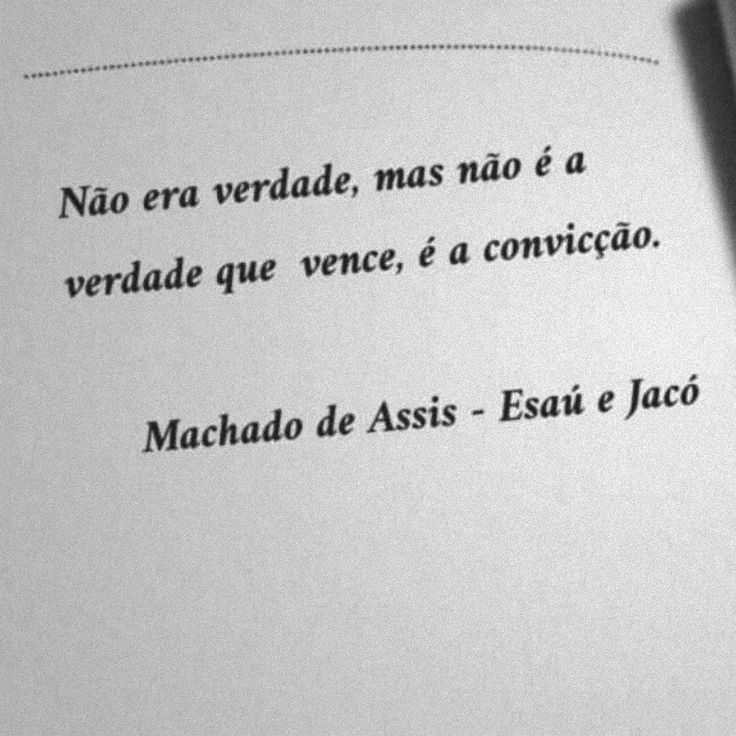 Não era verdade, mas não é a
verdade que  vence, é a convicção.
Machado de Assis - Esaú e Jacó